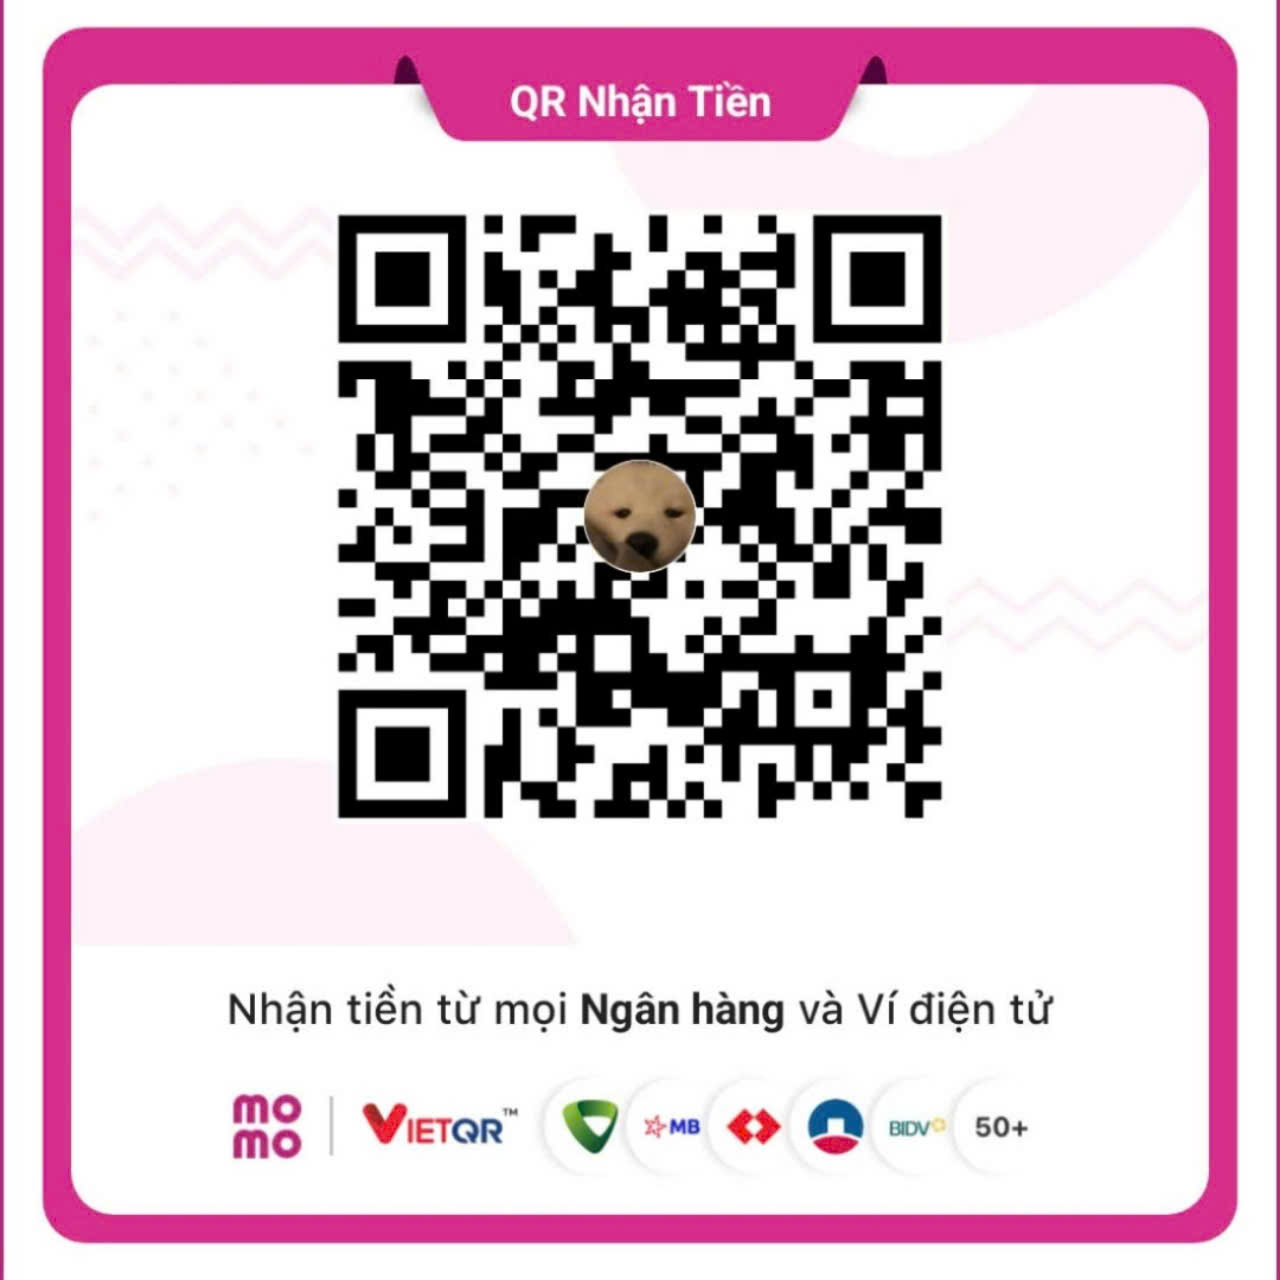 QR Nhận Tiền
Nhận tiền từ mọi Ngân hàng và Ví điện tử
mo mo VIETQR™ MB BIDV 50+